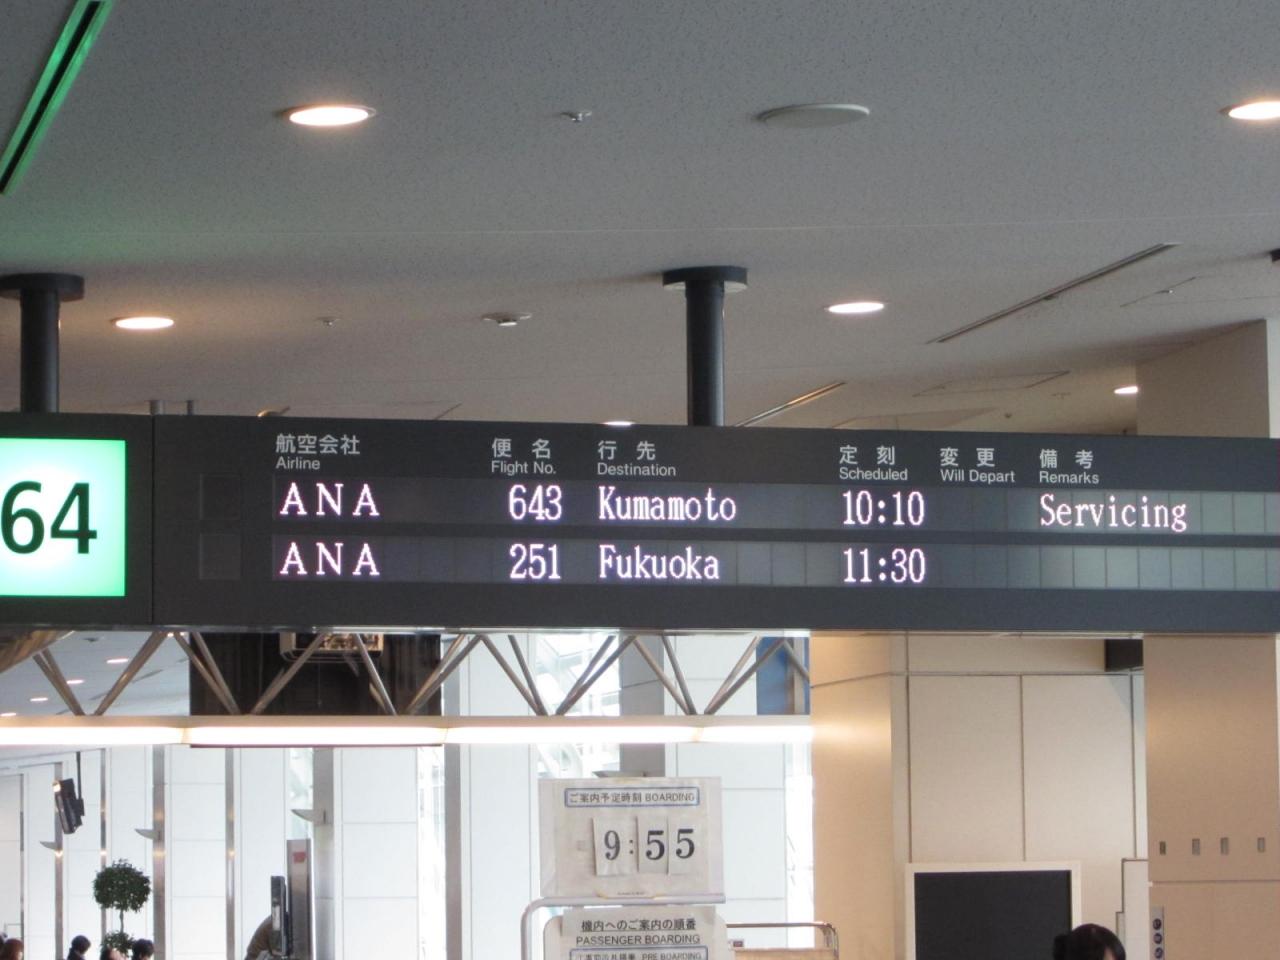 航空会社 便名 行先 定刻 変更 備考
Airline Flight No. Destination Scheduled Will Depart Remarks
64
ANA 643 Kumamoto 10:10 Servicing
ANA 251 Fukuoka 11:30
ご案内予定時刻 BOARDING
9:55
機内へのご案内の順番
PASSENGER BOARDING
PRE BOARDING